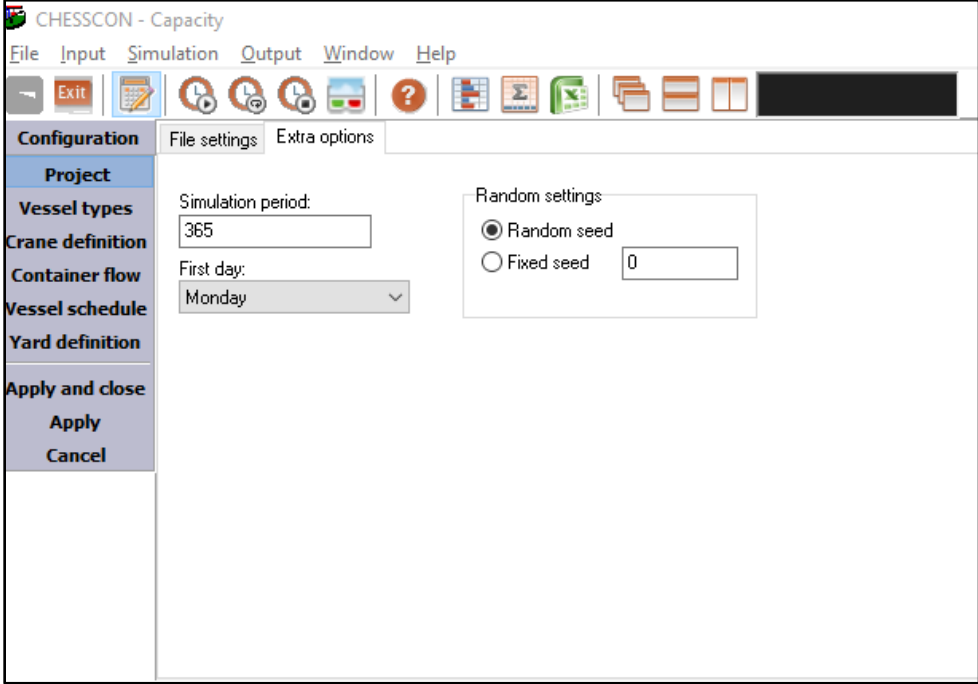 CHESSCON - Capacity
File Input Simulation Output Window Help
Exit ? Σ X
Configuration
File settings Extra options
Project
Vessel types
Crane definition
Container flow
Vessel schedule
Yard definition
Apply and close
Apply
Cancel
Simulation period:
365
First day:
Monday
Random settings
Random seed
Fixed seed 0